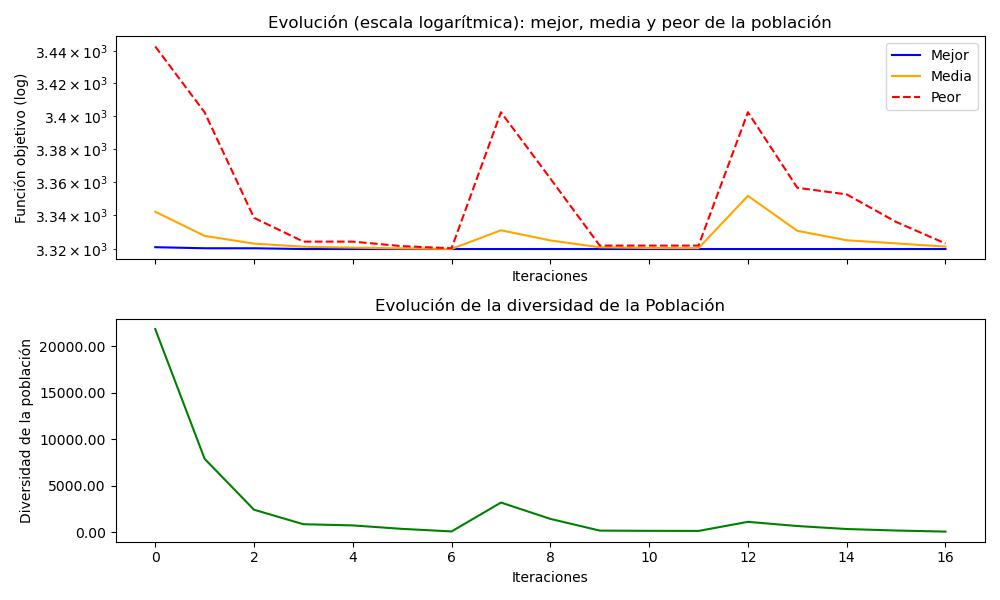 Evolución (escala logarítmica): mejor, media y peor de la población
Función objetivo (log)
3.44 × 10³
3.42 × 10³
3.4 × 10³
3.38 × 10³
3.36 × 10³
3.34 × 10³
3.32 × 10³
Mejor
Media
Peor
Iteraciones
Evolución de la diversidad de la Población
Diversidad de la población
20000.00
15000.00
10000.00
5000.00
0.00
0 2 4 6 8 10 12 14 16
Iteraciones